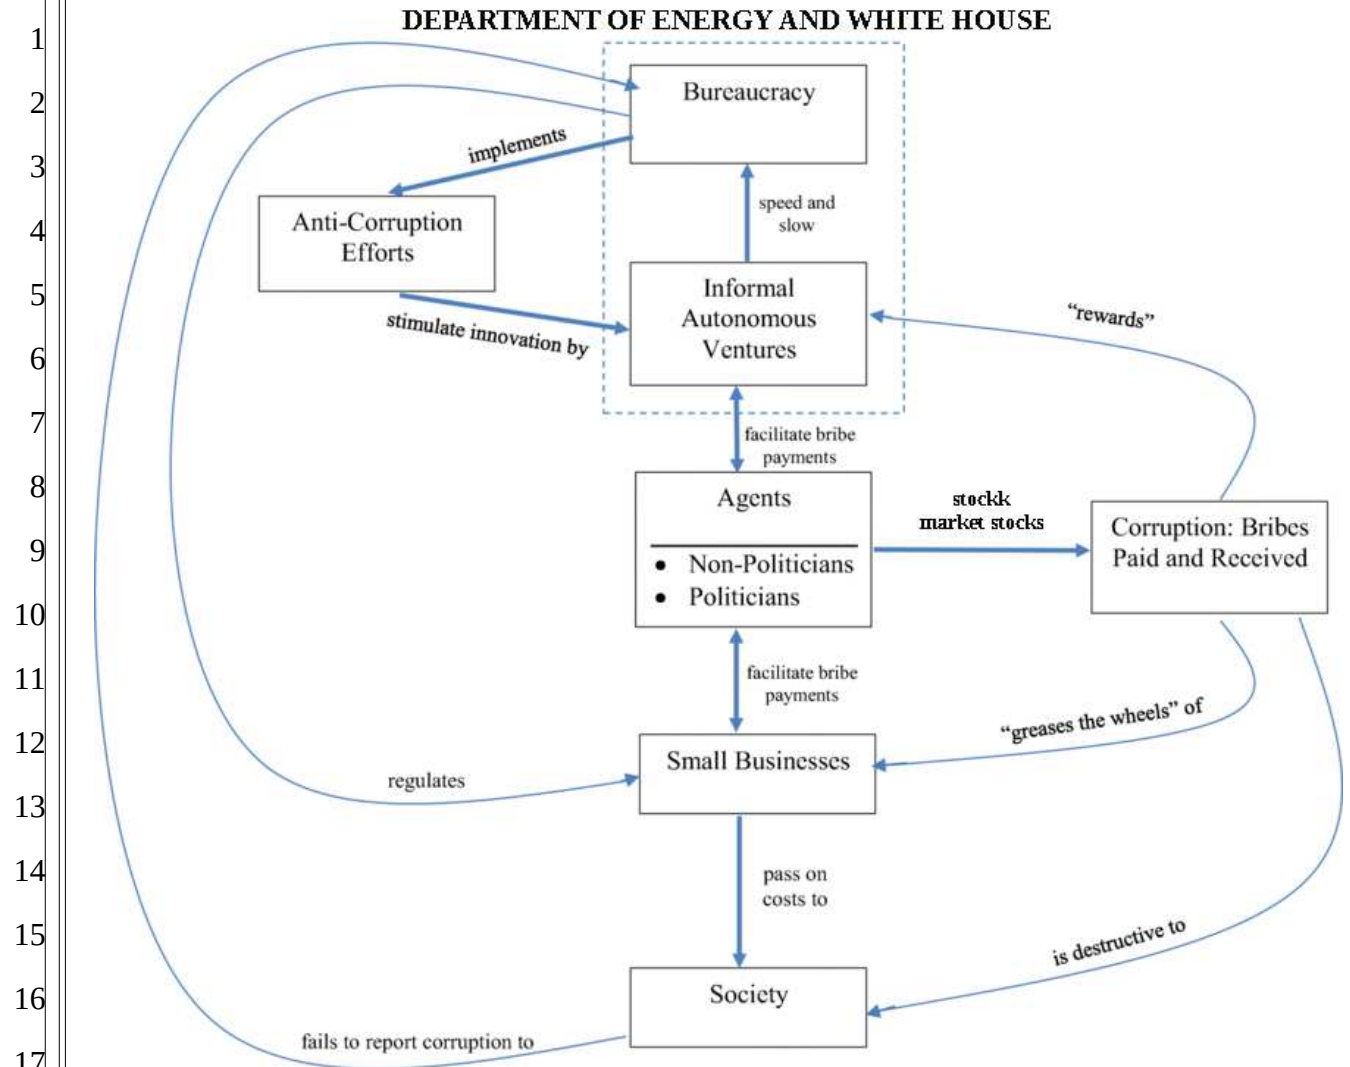 DEPARTMENT OF ENERGY AND WHITE HOUSE
1
2
3
4
5
6
7
8
9
10
11
12
13
14
15
16
17
Bureaucracy
implements
speed and
slow
Anti-Corruption
Efforts
Informal
Autonomous
Ventures
stimulate innovation by
“rewards”
facilitate bribe
payments
Agents
• Non-Politicians
• Politicians
stockk
market stocks
Corruption: Bribes
Paid and Received
facilitate bribe
payments
“greases the wheels” of
Small Businesses
regulates
pass on
costs to
is destructive to
Society
fails to report corruption to